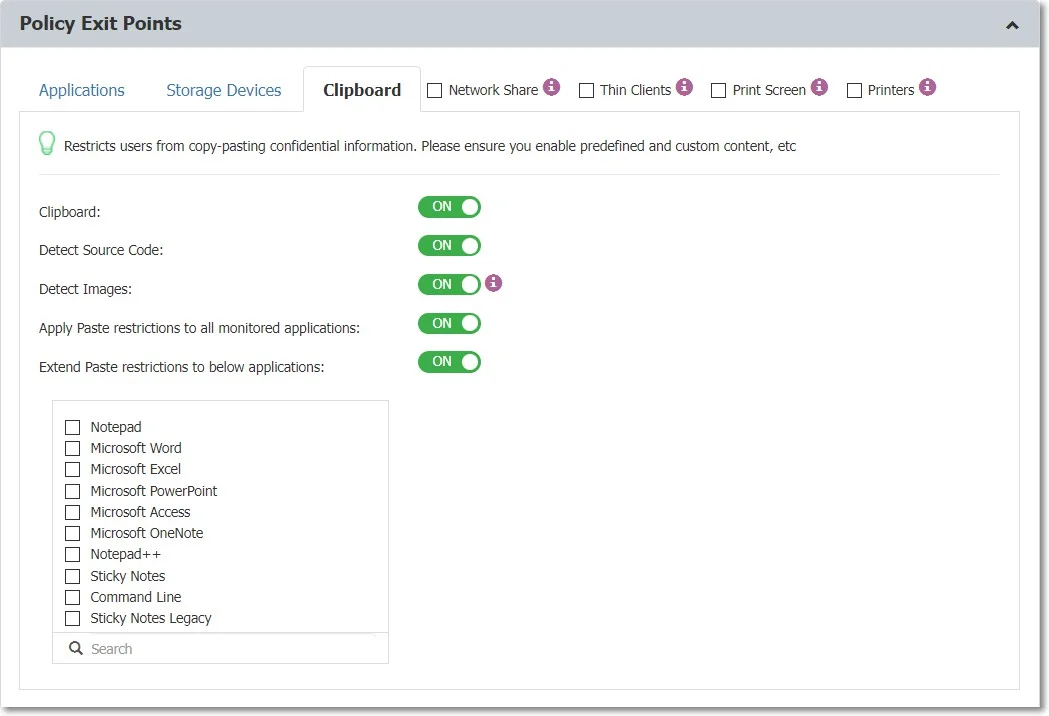 Policy Exit Points
Applications Storage Devices Clipboard Network Share i Thin Clients i Print Screen i Printers i
Restricts users from copy-pasting confidential information. Please ensure you enable predefined and custom content, etc
Clipboard: ON
Detect Source Code: ON
Detect Images: ON i
Apply Paste restrictions to all monitored applications: ON
Extend Paste restrictions to below applications: ON
Notepad
Microsoft Word
Microsoft Excel
Microsoft PowerPoint
Microsoft Access
Microsoft OneNote
Notepad++
Sticky Notes
Command Line
Sticky Notes Legacy
Search